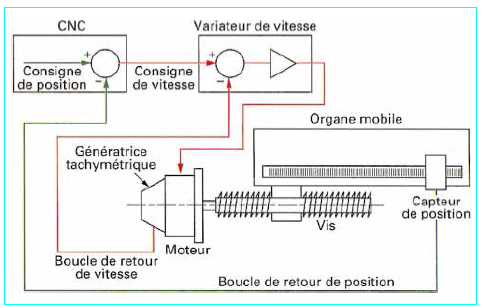 CNC
Variateur de vitesse
+
−
Consigne
de position
Consigne
de vitesse
+
−
Organe mobile
Génératrice
tachymétrique
Capteur
de position
Vis
Moteur
Boucle de retour
de vitesse
Boucle de retour de position